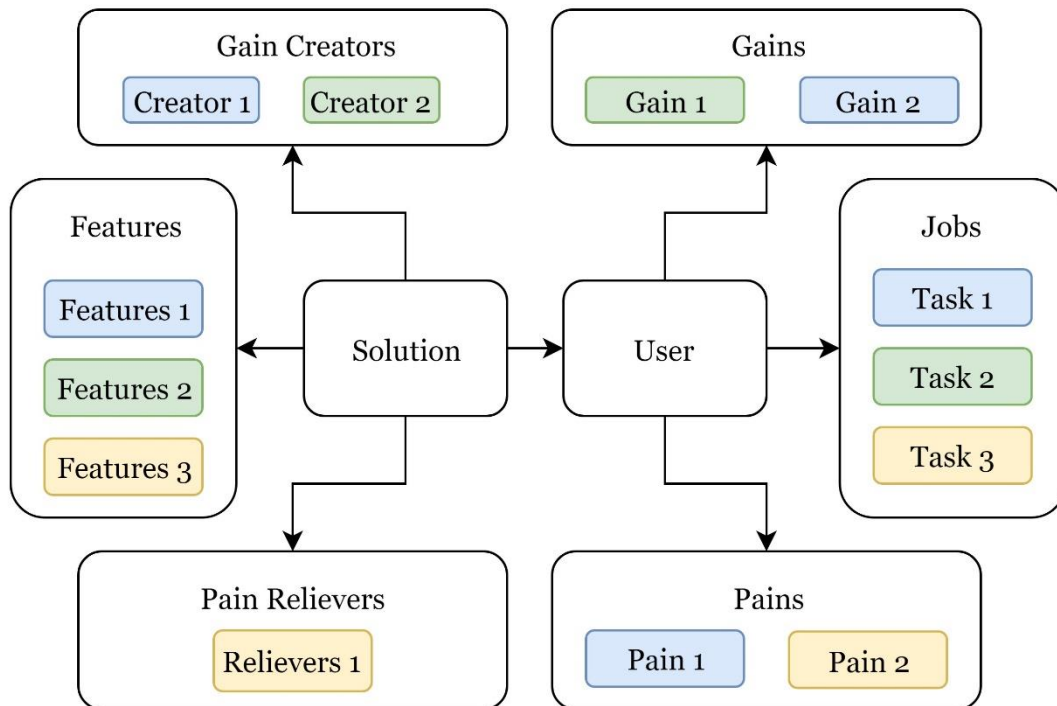 Gain Creators
Creator 1
Creator 2
Gains
Gain 1
Gain 2
Features
Features 1
Features 2
Features 3
Solution
User
Jobs
Task 1
Task 2
Task 3
Pain Relievers
Relievers 1
Pains
Pain 1
Pain 2